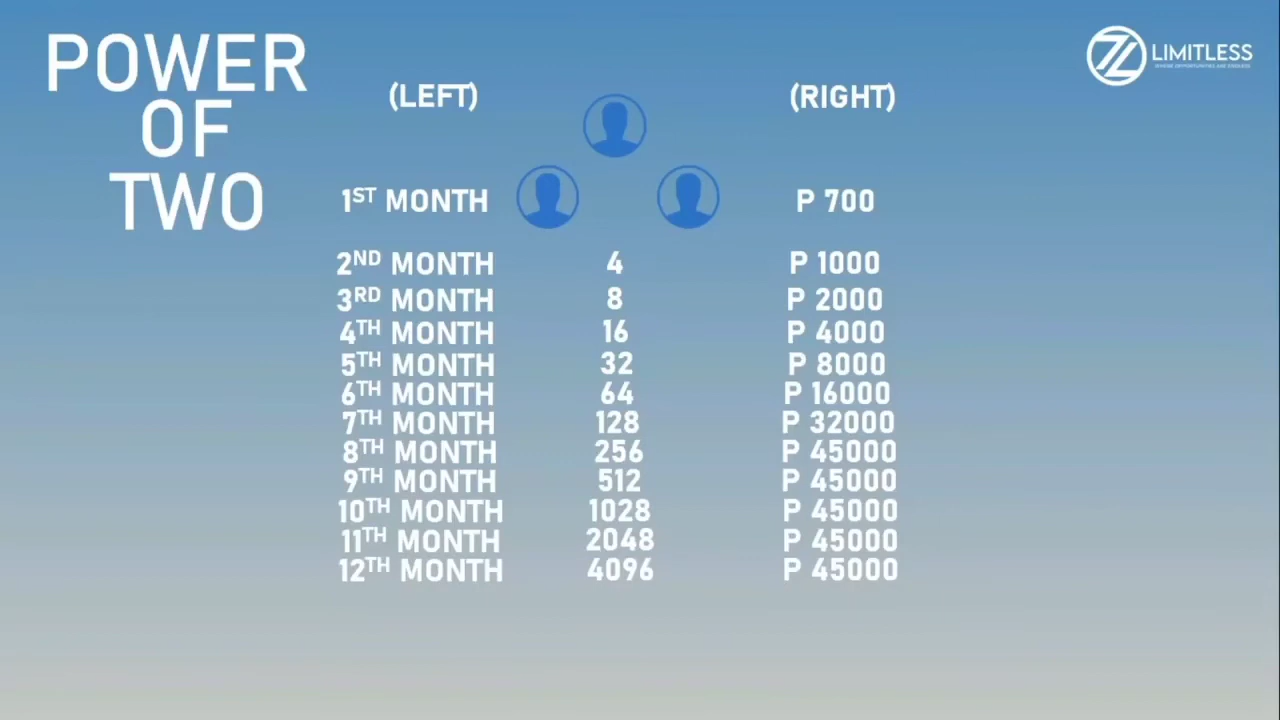 POWER
OF
TWO
LIMITLESS
(LEFT) (RIGHT)
1ST MONTH P 700
2ND MONTH 4 P 1000
3RD MONTH 8 P 2000
4TH MONTH 16 P 4000
5TH MONTH 32 P 8000
6TH MONTH 64 P 16000
7TH MONTH 128 P 32000
8TH MONTH 256 P 45000
9TH MONTH 512 P 45000
10TH MONTH 1028 P 45000
11TH MONTH 2048 P 45000
12TH MONTH 4096 P 45000